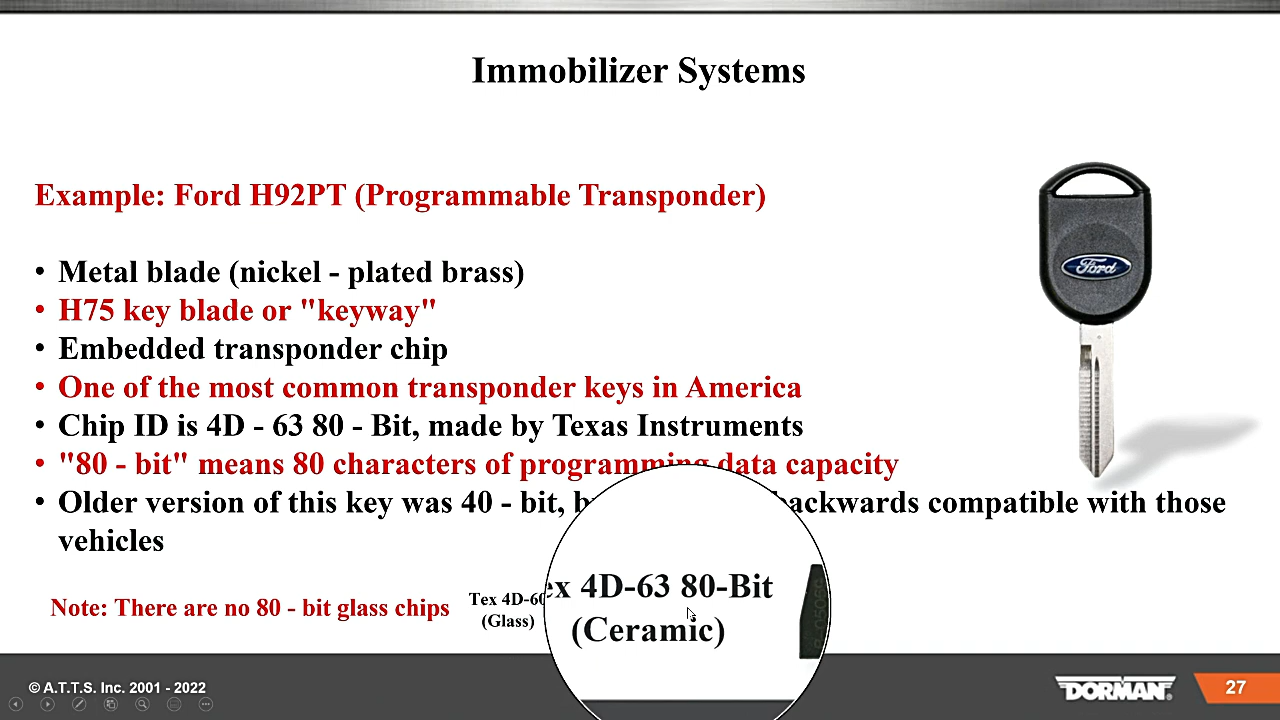 Immobilizer Systems
Example: Ford H92PT (Programmable Transponder)
Ford
• Metal blade (nickel - plated brass)
• H75 key blade or "keyway"
• Embedded transponder chip
• One of the most common transponder keys in America
• Chip ID is 4D - 63 80 - Bit, made by Texas Instruments
• "80 - bit" means 80 characters of programming data capacity
• Older version of this key was 40 - bit, backwards compatible with those
vehicles
Note: There are no 80 - bit glass chips
Tex 4D-60
(Glass)
4D-63 80-Bit
(Ceramic)
© A.T.T.S. Inc. 2001 - 2022
DORMAN
27